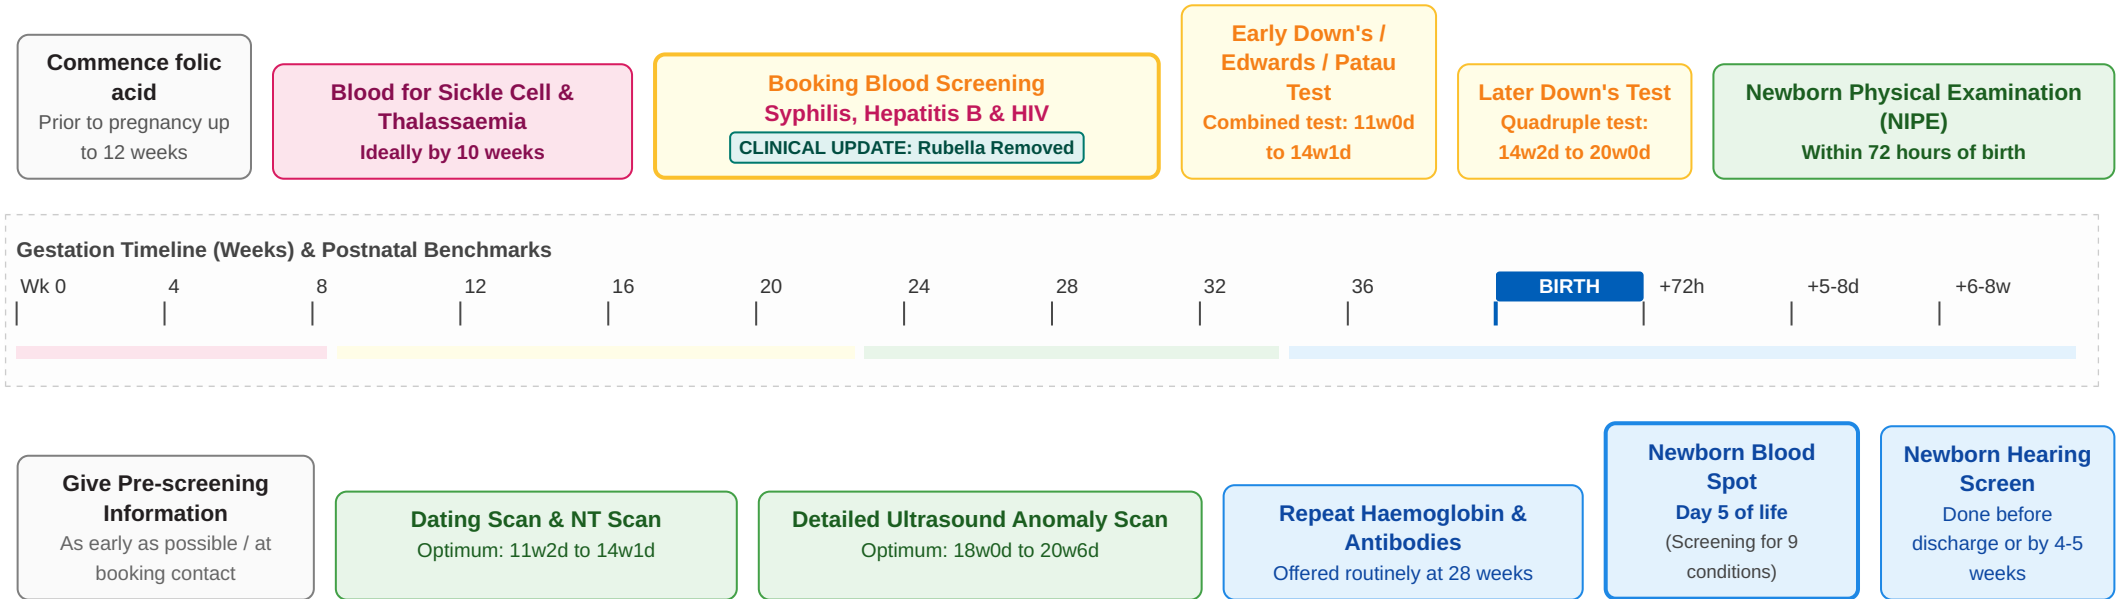 Commence folic
acid
Prior to pregnancy up
to 12 weeks
Blood for Sickle Cell &
Thalassaemia
Ideally by 10 weeks
Booking Blood Screening
Syphilis, Hepatitis B & HIV
CLINICAL UPDATE: Rubella Removed
Early Down's /
Edwards / Patau
Test
Combined test: 11w0d
to 14w1d
Later Down's Test
Quadruple test:
14w2d to 20w0d
Newborn Physical Examination
(NIPE)
Within 72 hours of birth
Gestation Timeline (Weeks) & Postnatal Benchmarks
Wk 0 4 8 12 16 20 24 28 32 36 BIRTH +72h +5-8d +6-8w
Give Pre-screening
Information
As early as possible / at
booking contact
Dating Scan & NT Scan
Optimum: 11w2d to 14w1d
Detailed Ultrasound Anomaly Scan
Optimum: 18w0d to 20w6d
Repeat Haemoglobin &
Antibodies
Offered routinely at 28 weeks
Newborn Blood
Spot
Day 5 of life
(Screening for 9
conditions)
Newborn Hearing
Screen
Done before
discharge or by 4-5
weeks